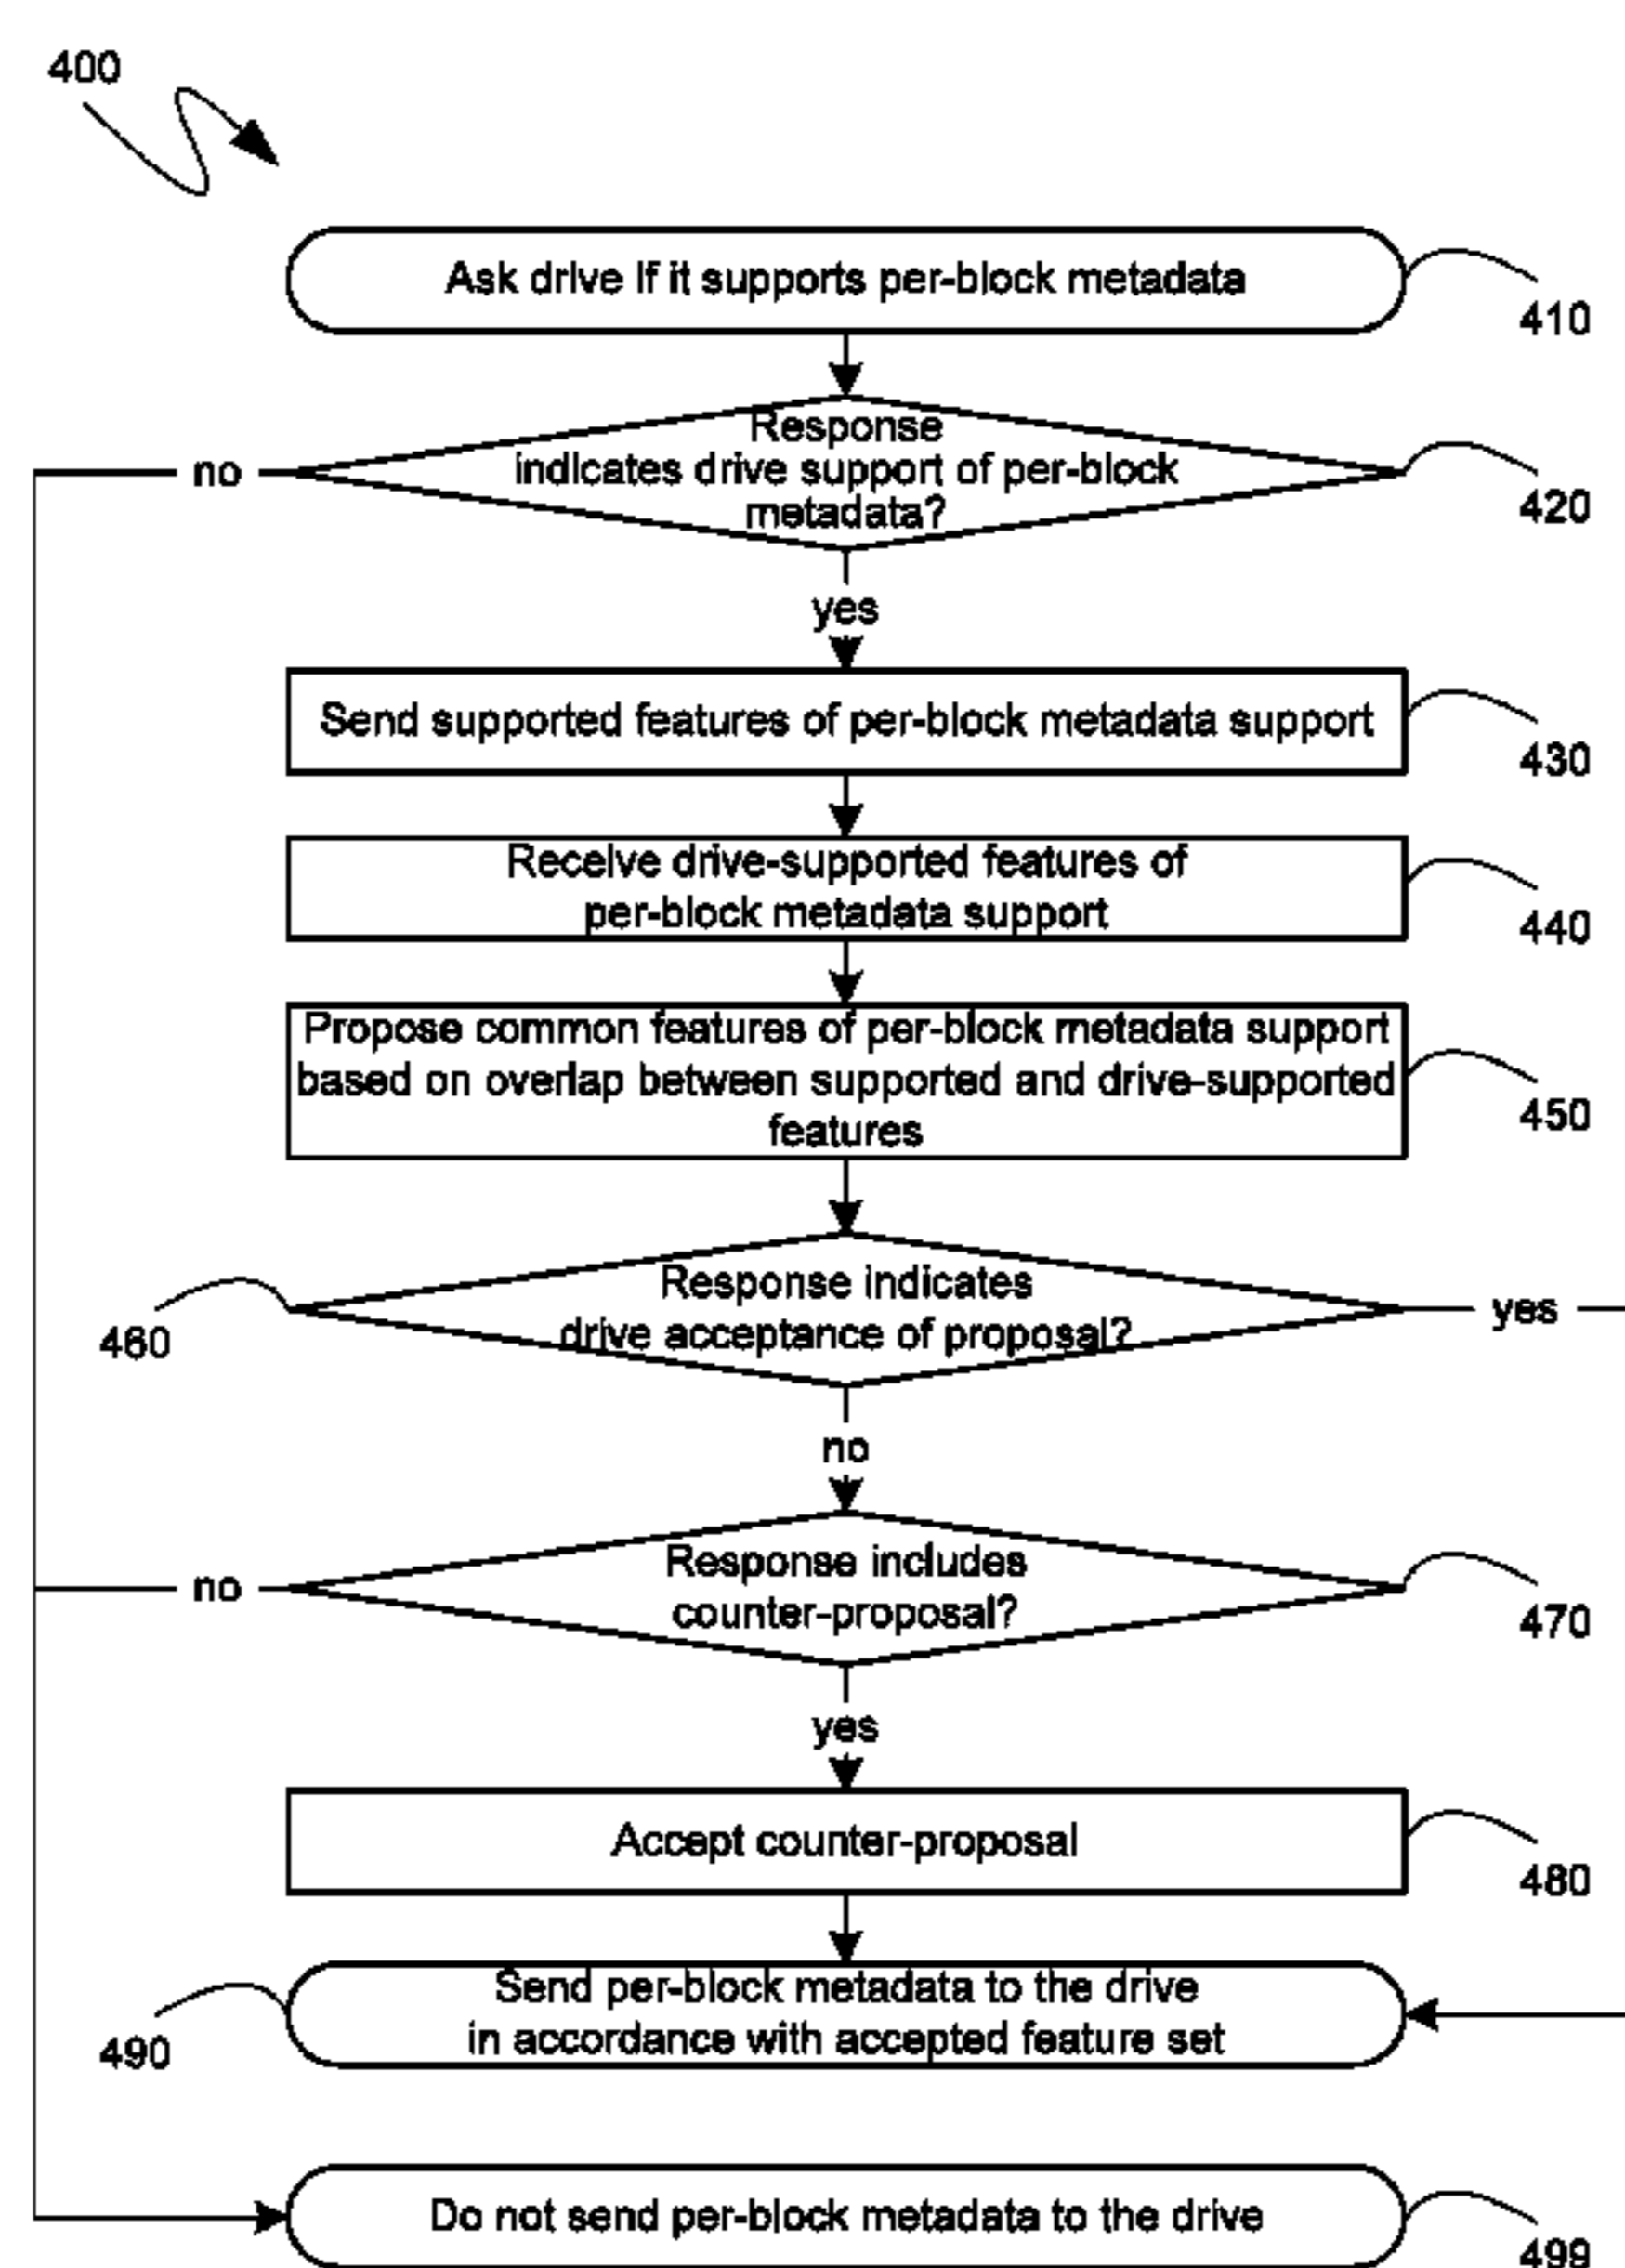 400
Ask drive if it supports per-block metadata
410
Response
indicates drive support of per-block
metadata?
420
no
yes
Send supported features of per-block metadata support
430
Receive drive-supported features of
per-block metadata support
440
Propose common features of per-block metadata support
based on overlap between supported and drive-supported
features
450
Response indicates
drive acceptance of proposal?
460
yes
no
Response includes
counter-proposal?
470
no
yes
Accept counter-proposal
480
Send per-block metadata to the drive
in accordance with accepted feature set
490
Do not send per-block metadata to the drive
499